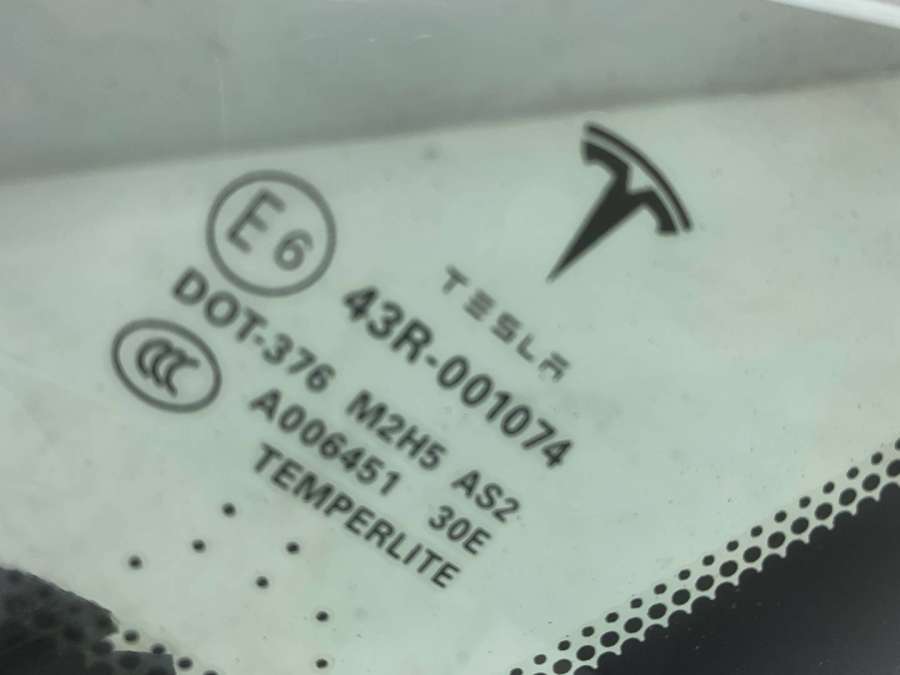 TESLA
E6
43R-001074
DOT-376 M2H5 AS2
CCC
A006451 30E
TEMPERLITE